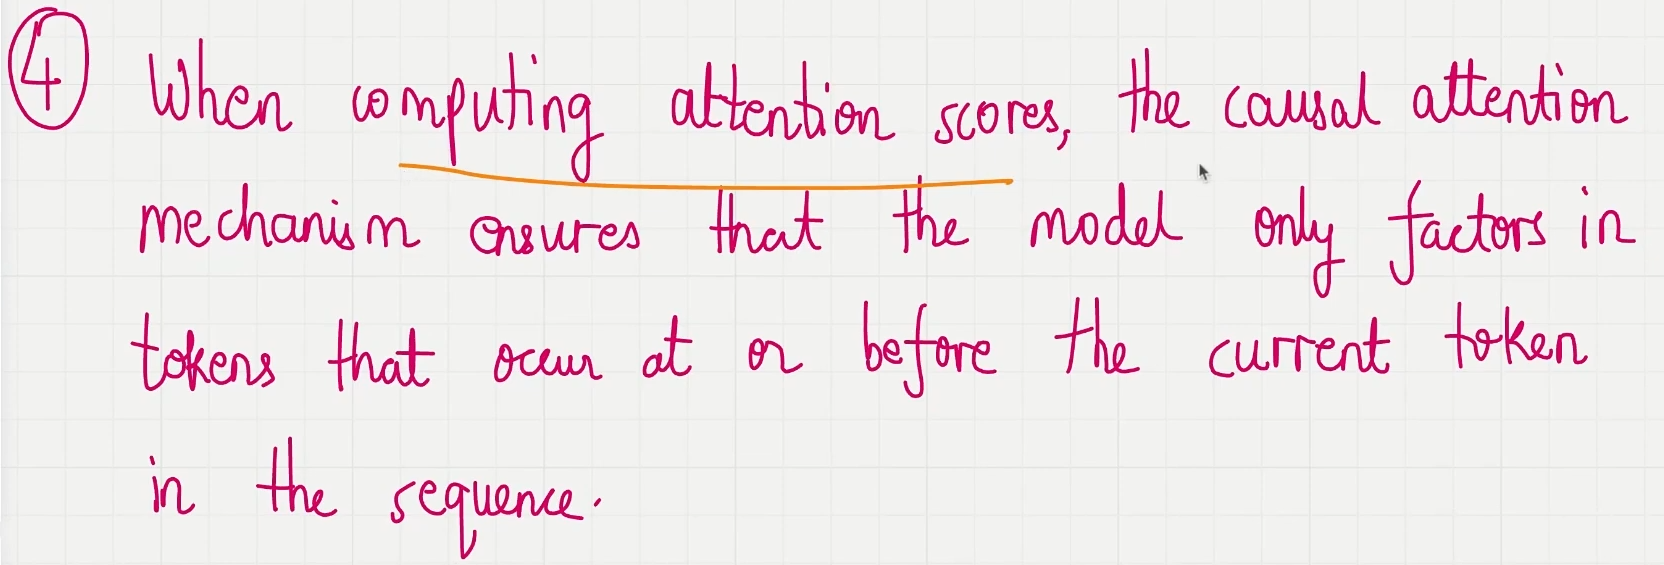 ④ When computing attention scores, the causal attention
mechanism ensures that the model only factors in
tokens that occur at or before the current token
in the sequence.